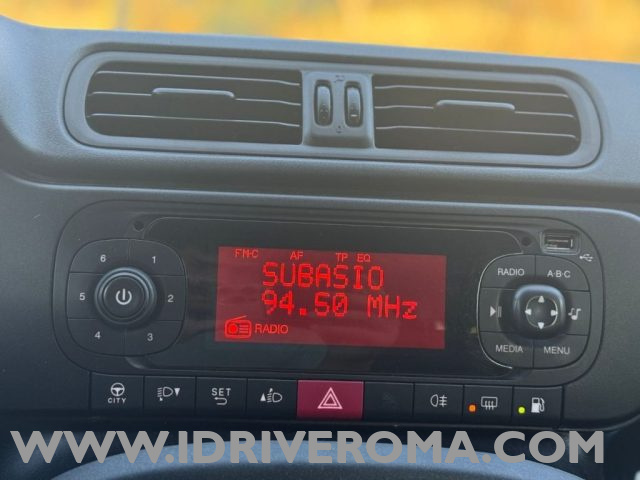 FM-C AF TP EQ
SUBASIO
94.50 MHz
RADIO
6 1
5 2
4 3
RADIO A·B·C
MEDIA MENU
CITY
SET
WWW.IDRIVEROMA.COM